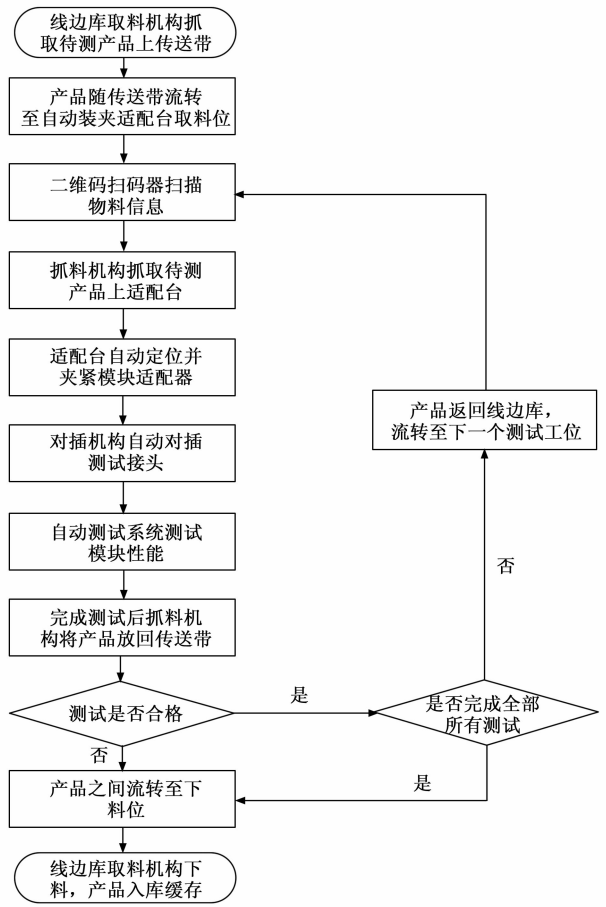 线边库取料机构抓
取待测产品上传送带
产品随传送带流转
至自动装夹适配台取料位
二维码扫码器扫描
物料信息
抓料机构抓取待测
产品上适配台
适配台自动定位并
夹紧模块适配器
对插机构自动对插
测试接头
自动测试系统测试
模块性能
完成测试后抓料机
构将产品放回传送带
测试是否合格
是
是否完成全部
所有测试
否
产品返回线边库，
流转至下一个测试工位
否
是
产品之间流转至下
料位
线边库取料机构下
料，产品入库缓存